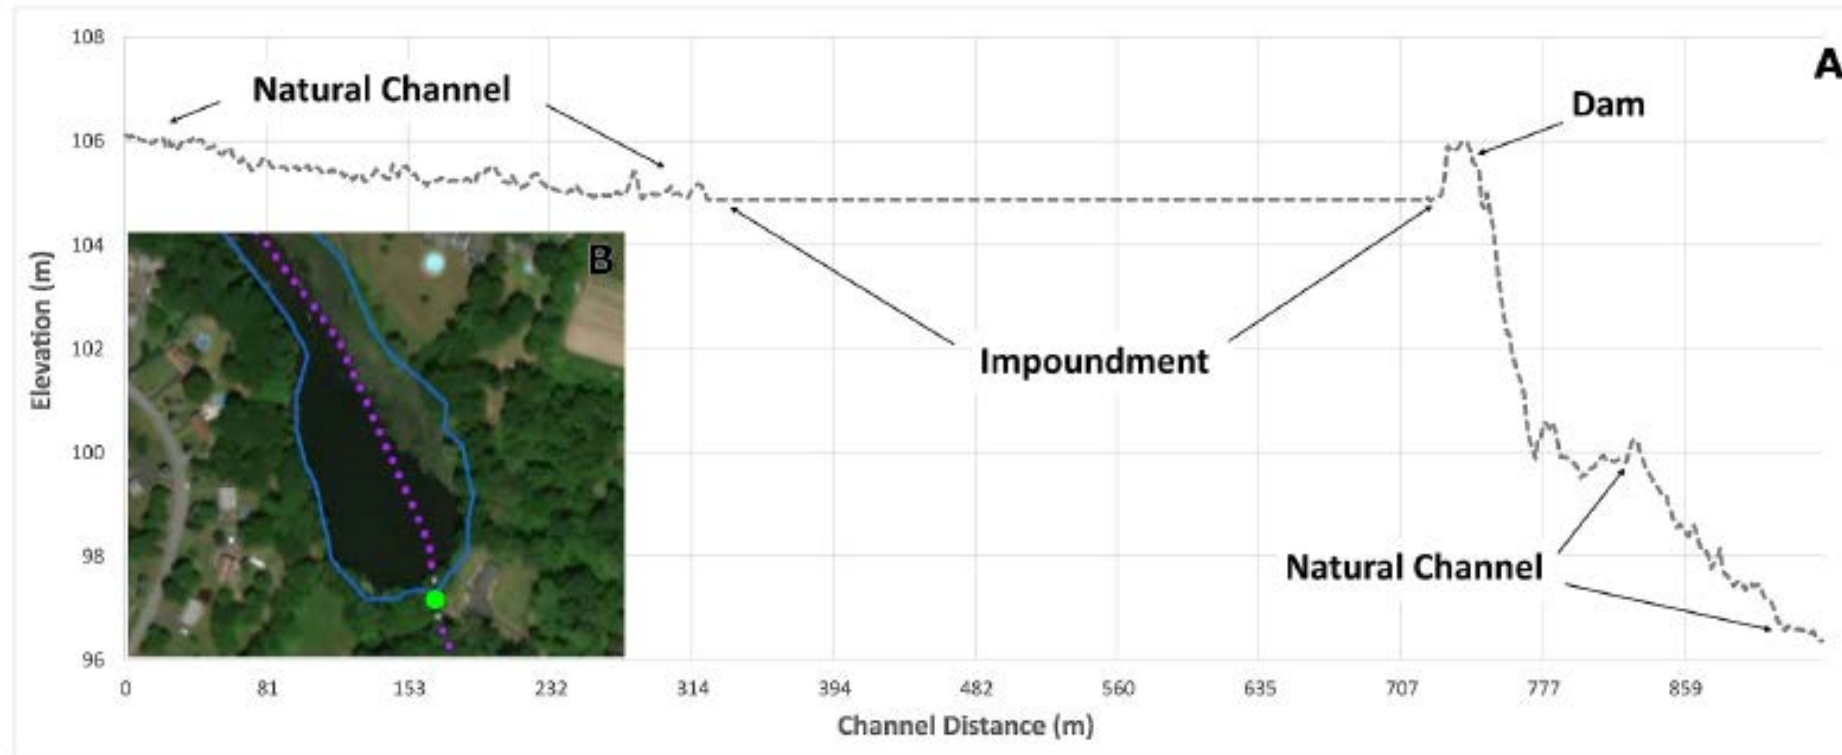 A
108
106
104
102
100
98
96
Elevation (m)
Natural Channel
Dam
Impoundment
Natural Channel
B
0 81 153 232 314 394 482 560 635 707 777 859
Channel Distance (m)